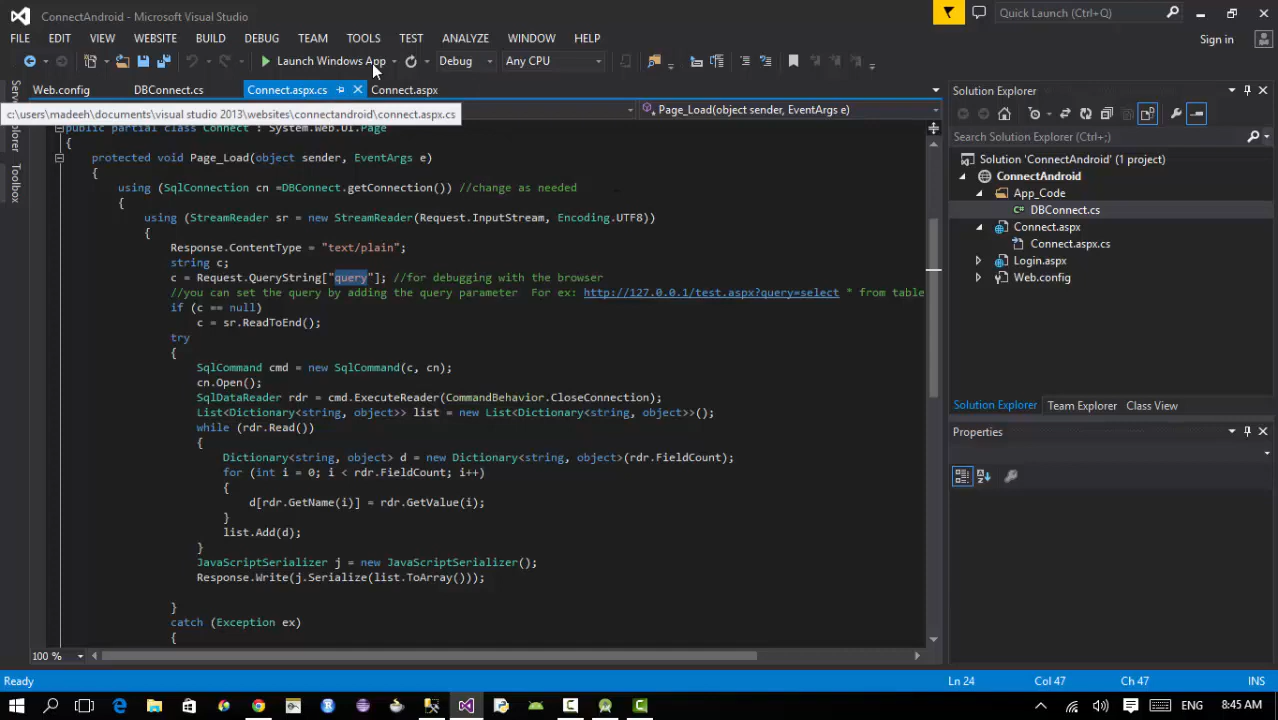 ConnectAndroid - Microsoft Visual Studio
Quick Launch (Ctrl+Q)
FILE EDIT VIEW WEBSITE BUILD DEBUG TEAM TOOLS TEST ANALYZE WINDOW HELP
Sign in
Launch Windows App Debug Any CPU
Web.config DBConnect.cs Connect.aspx.cs Connect.aspx
c:\users\madeeh\documents\visual studio 2013\websites\connectandroid\connect.aspx.cs
Page_Load(object sender, EventArgs e)
Server Explorer
Toolbox
public partial class Connect : System.Web.UI.Page
{
protected void Page_Load(object sender, EventArgs e)
{
using (SqlConnection cn =DBConnect.getConnection()) //change as needed
{
using (StreamReader sr = new StreamReader(Request.InputStream, Encoding.UTF8))
{
Response.ContentType = "text/plain";
string c;
c = Request.QueryString["query"]; //for debugging with the browser
//you can set the query by adding the query parameter  For ex: http://127.0.0.1/test.aspx?query=select * from table
if (c == null)
c = sr.ReadToEnd();
try
{
SqlCommand cmd = new SqlCommand(c, cn);
cn.Open();
SqlDataReader rdr = cmd.ExecuteReader(CommandBehavior.CloseConnection);
List<Dictionary<string, object>> list = new List<Dictionary<string, object>>();
while (rdr.Read())
{
Dictionary<string, object> d = new Dictionary<string, object>(rdr.FieldCount);
for (int i = 0; i < rdr.FieldCount; i++)
{
d[rdr.GetName(i)] = rdr.GetValue(i);
}
list.Add(d);
}
JavaScriptSerializer j = new JavaScriptSerializer();
Response.Write(j.Serialize(list.ToArray()));
}
catch (Exception ex)
{
100 %
Solution Explorer
Search Solution Explorer (Ctrl+;)
Solution 'ConnectAndroid' (1 project)
ConnectAndroid
App_Code
DBConnect.cs
Connect.aspx
Connect.aspx.cs
Login.aspx
Web.config
Solution Explorer Team Explorer Class View
Properties
Ready Ln 24 Col 47 Ch 47 INS
ENG 8:45 AM